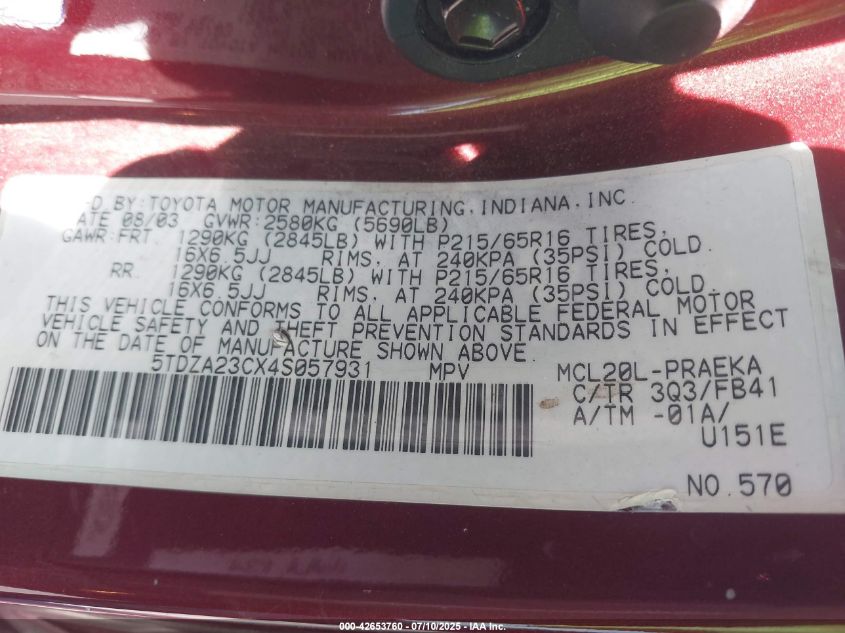 D BY: TOYOTA MOTOR MANUFACTURING, INDIANA, INC.
ATE 08/03 GVWR: 2580KG (5690LB)
GAWR: FRT. 1290KG (2845LB) WITH P215/65R16 TIRES,
16X6.5JJ RIMS, AT 240KPA (35PSI) COLD.
RR. 1290KG (2845LB) WITH P215/65R16 TIRES,
16X6.5JJ RIMS, AT 240KPA (35PSI) COLD.
THIS VEHICLE CONFORMS TO ALL APPLICABLE FEDERAL MOTOR
VEHICLE SAFETY AND THEFT PREVENTION STANDARDS IN EFFECT
ON THE DATE OF MANUFACTURE SHOWN ABOVE.
5TDZA23CX4S057931 MPV MCL20L-PRAEKA
C/TR 3Q3/FB41
A/TM -01A/
U151E
NO.570
000-42653760 - 07/10/2025 - IAA Inc.